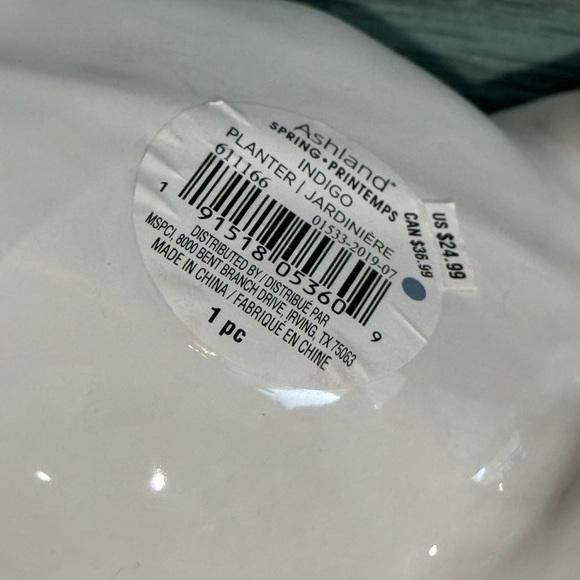 Ashland®
SPRING • PRINTEMPS
INDIGO
PLANTER | JARDINIÈRE
611166
01533-2019-07
1 91518 05360 9
DISTRIBUTED BY / DISTRIBUÉ PAR
MSPCI, 8000 BENT BRANCH DRIVE, IRVING, TX 75063
MADE IN CHINA / FABRIQUÉ EN CHINE
1 pc
US $24.99
CAN $36.99